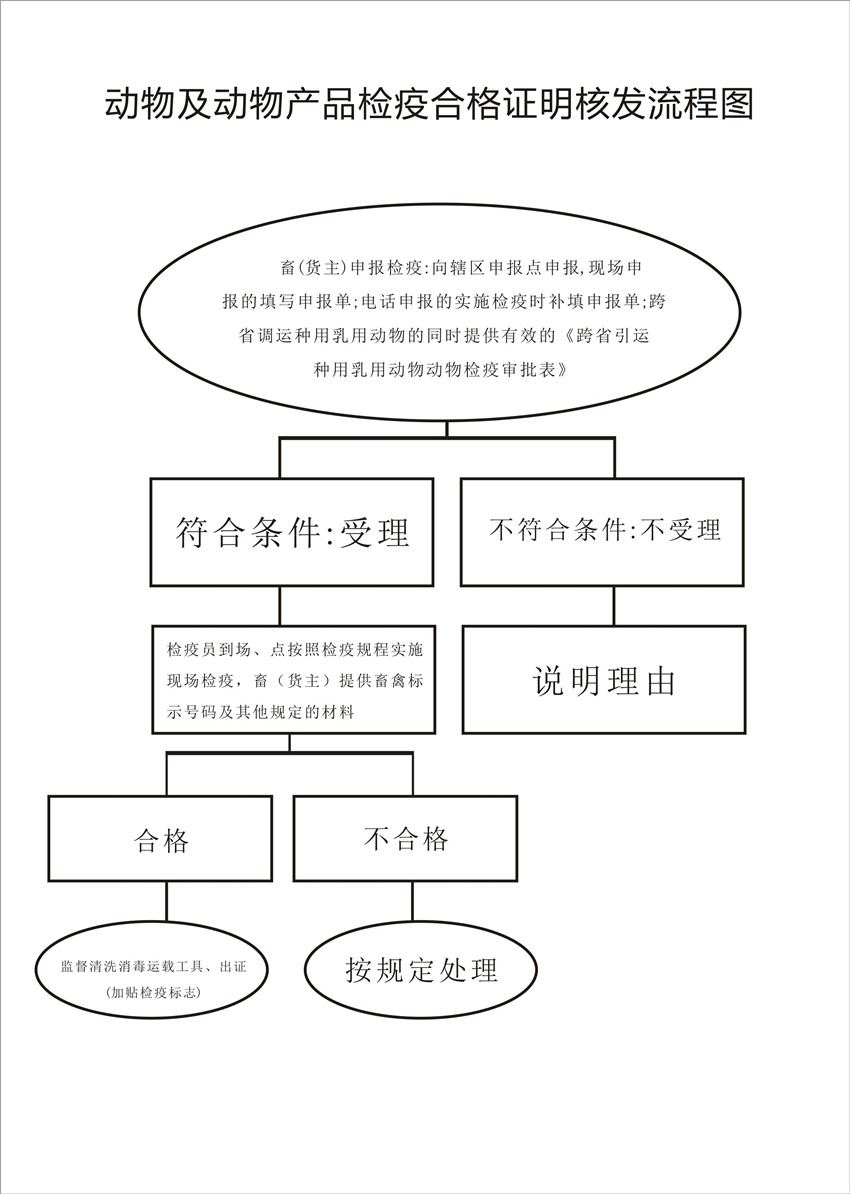 动物及动物产品检疫合格证明核发流程图
畜(货主)申报检疫:向辖区申报点申报,现场申
报的填写申报单;电话申报的实施检疫时补填申报单;跨
省调运种用乳用动物的同时提供有效的《跨省引运
种用乳用动物动物检疫审批表》
符合条件:受理
不符合条件:不受理
检疫员到场、点按照检疫规程实施
现场检疫，畜（货主）提供畜禽标
示号码及其他规定的材料
说明理由
合格
不合格
监督清洗消毒运载工具、出证
(加贴检疫标志)
按规定处理